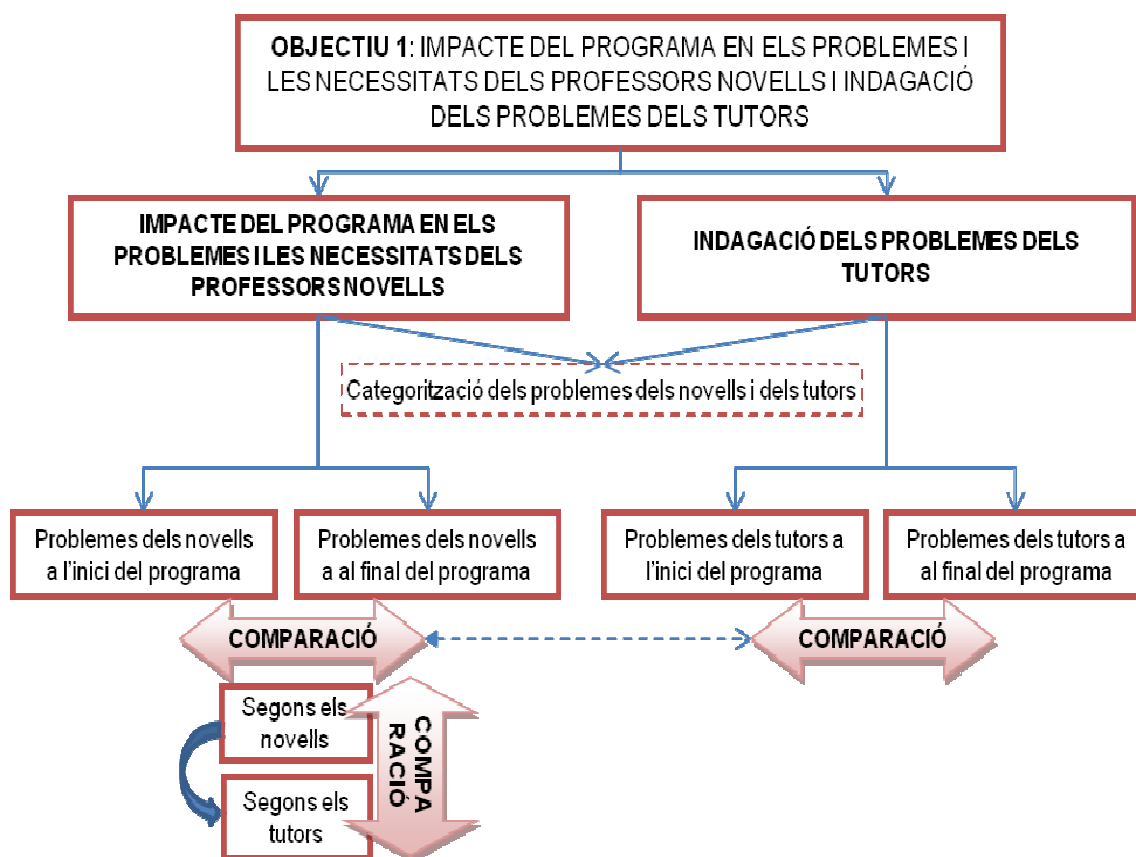 OBJECTIU 1: IMPACTE DEL PROGRAMA EN ELS PROBLEMES I
LES NECESSITATS DELS PROFESSORS NOVELLS I INDAGACIÓ
DELS PROBLEMES DELS TUTORS
IMPACTE DEL PROGRAMA EN ELS
PROBLEMES I LES NECESSITATS DELS
PROFESSORS NOVELLS
INDAGACIÓ DELS PROBLEMES DELS
TUTORS
Categorització dels problemes dels novells i dels tutors
Problemes dels novells
a l'inici del programa
Problemes dels novells
a al final del programa
Problemes dels tutors a
l'inici del programa
Problemes dels tutors a
al final del programa
COMPARACIÓ
COMPARACIÓ
Segons els
novells
COMPA
RACIÓ
Segons els
tutors